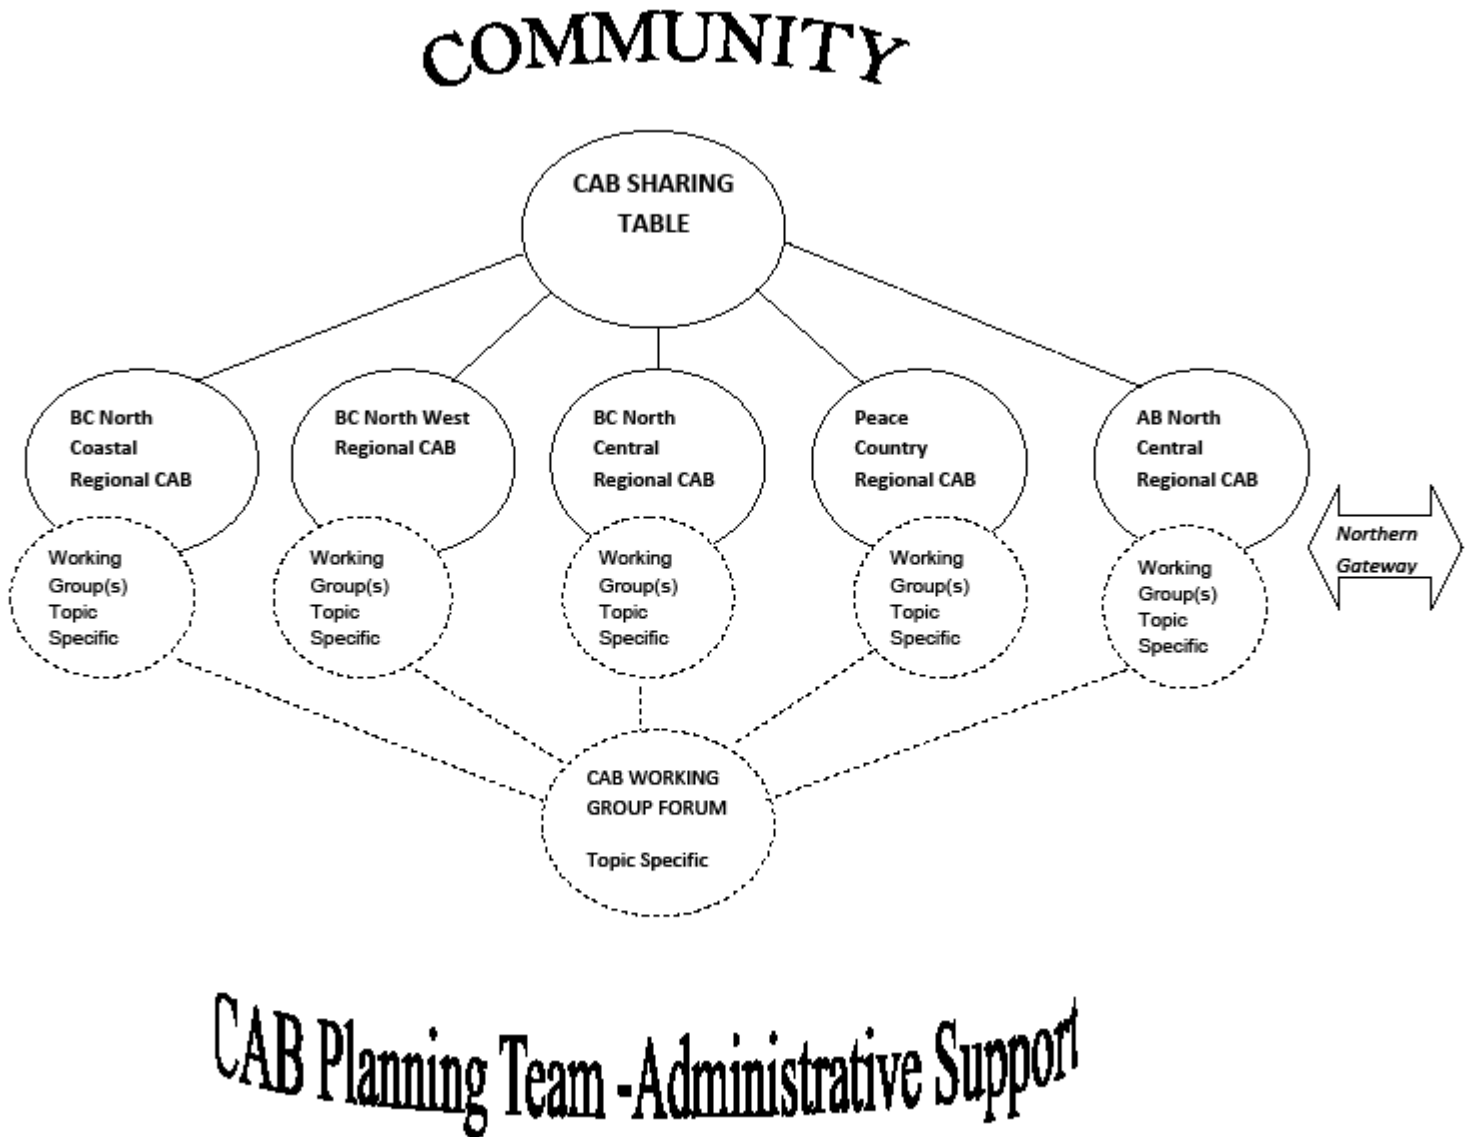 COMMUNITY
CAB SHARING
TABLE
BC North
Coastal
Regional CAB
BC North West
Regional CAB
BC North
Central
Regional CAB
Peace
Country
Regional CAB
AB North
Central
Regional CAB
Northern
Gateway
Working
Group(s)
Topic
Specific
Working
Group(s)
Topic
Specific
Working
Group(s)
Topic
Specific
Working
Group(s)
Topic
Specific
Working
Group(s)
Topic
Specific
CAB WORKING
GROUP FORUM
Topic Specific
CAB Planning Team -Administrative Support